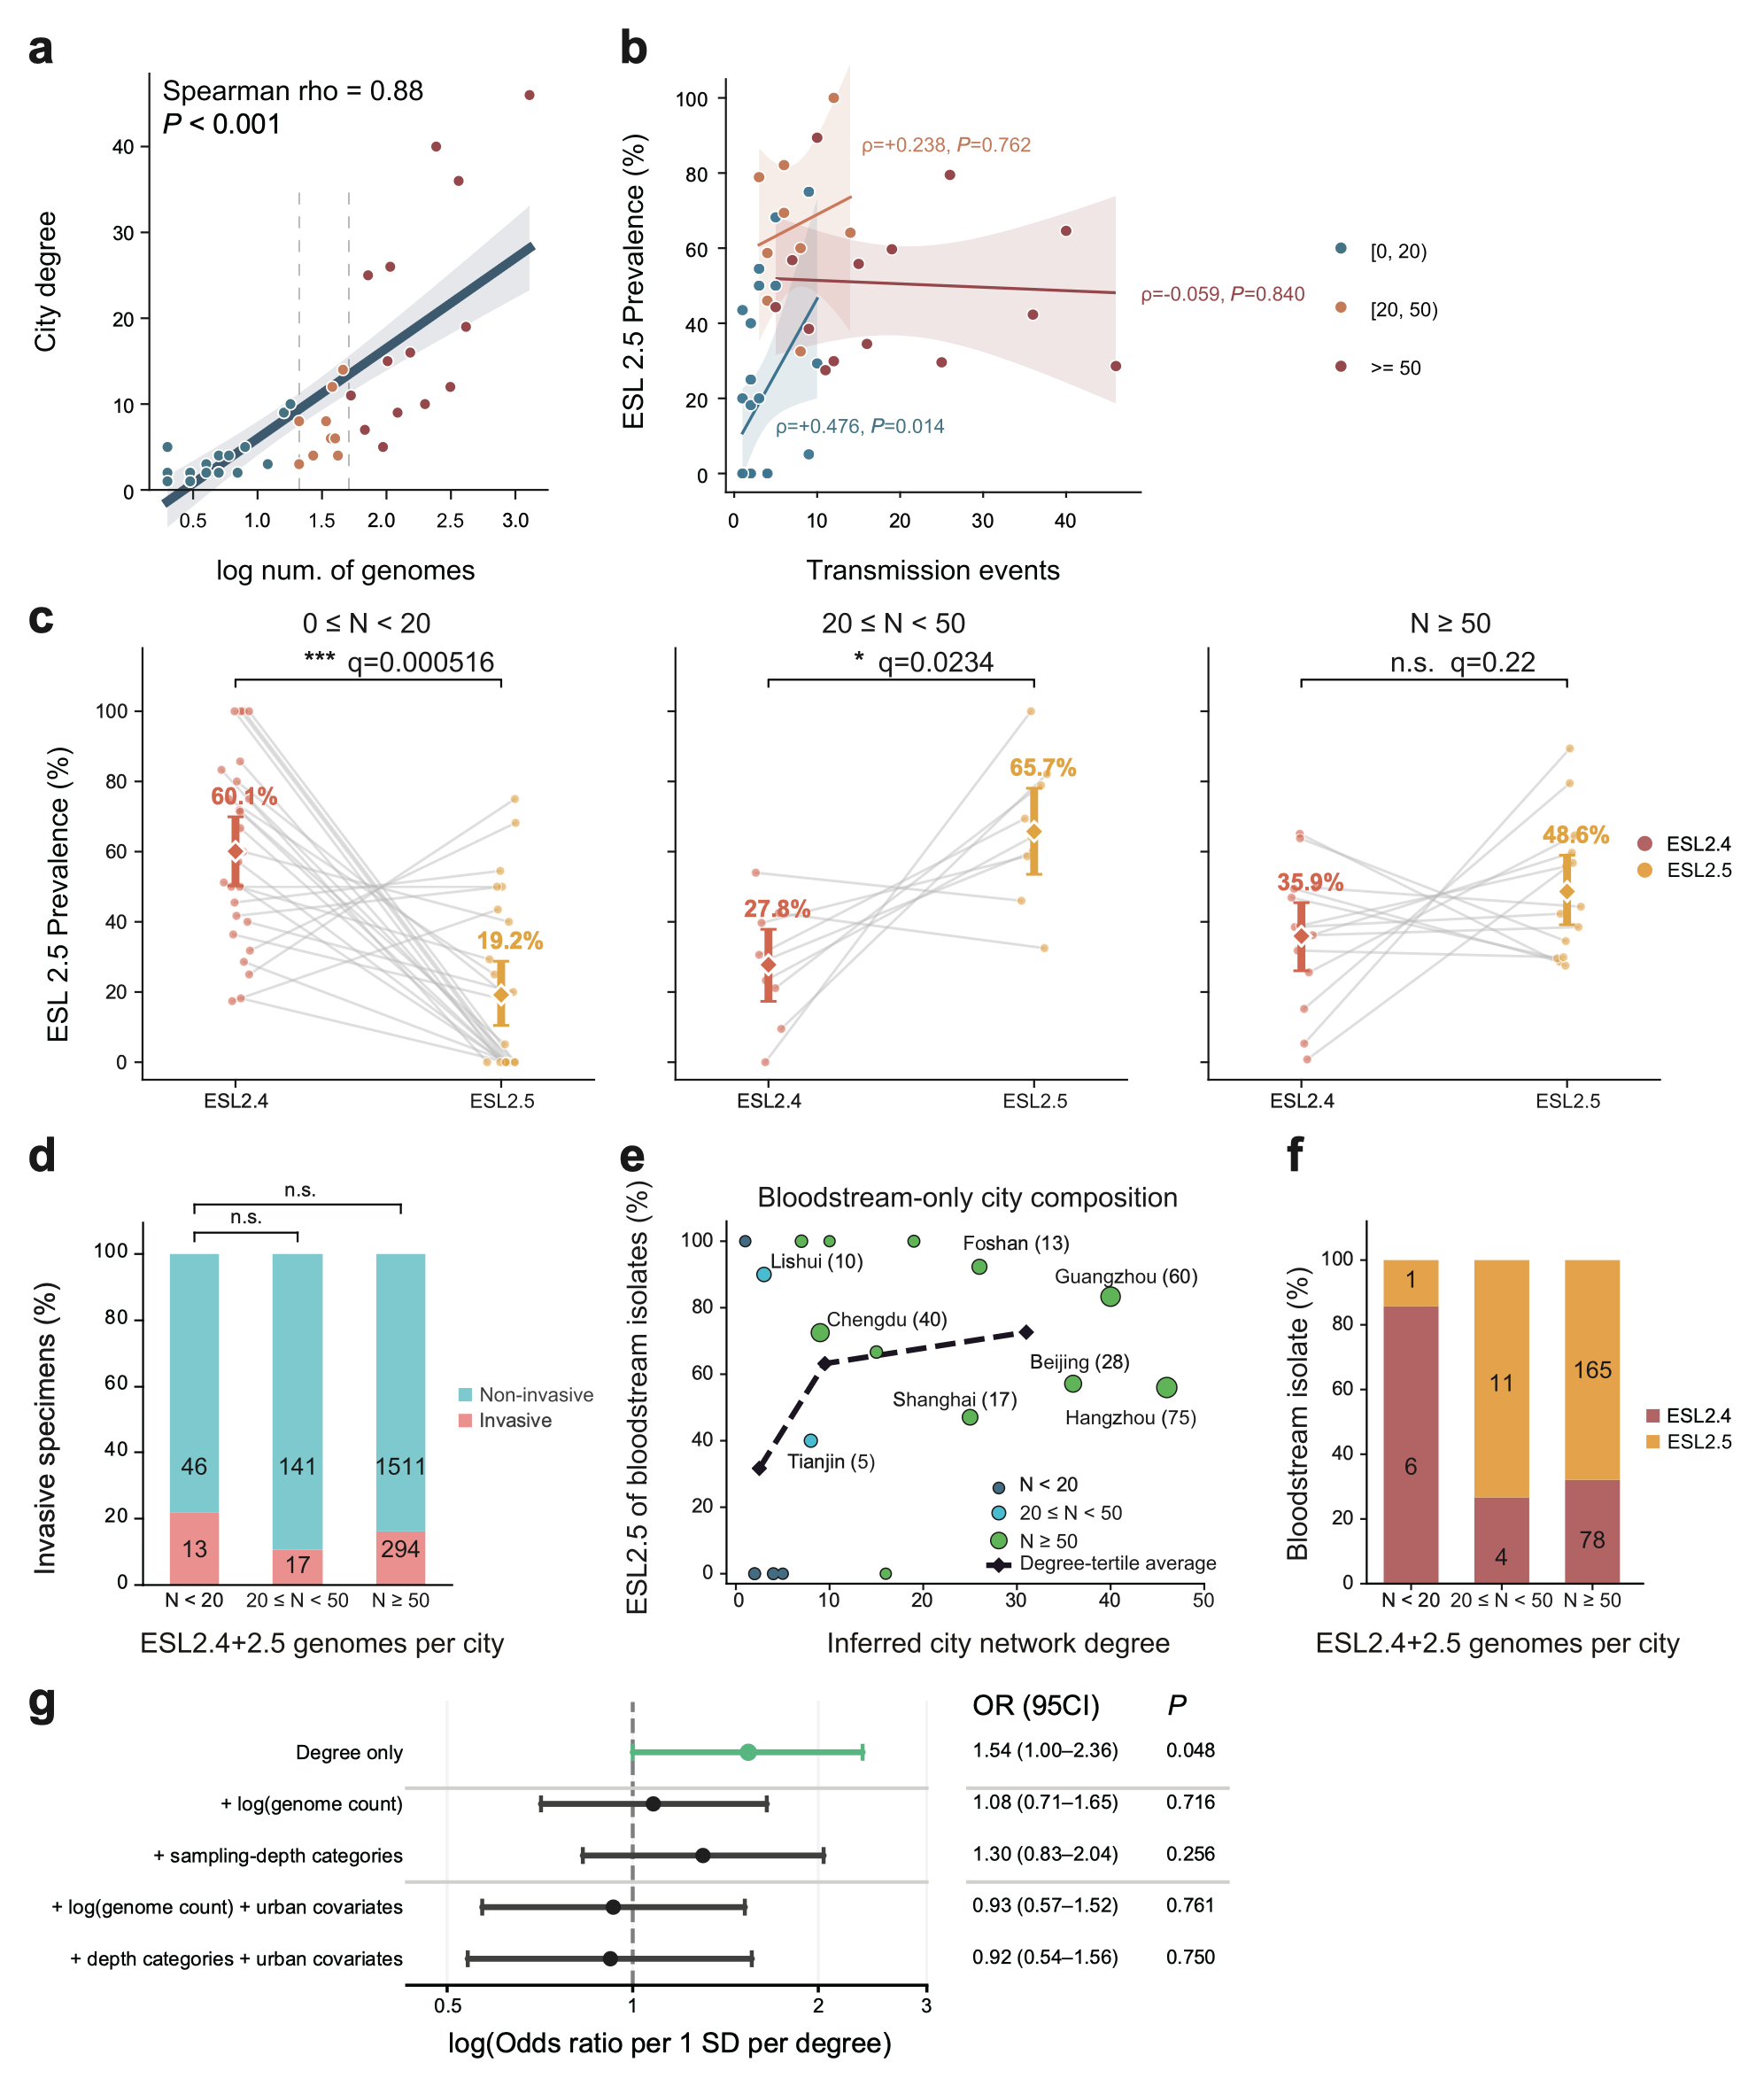 a
Spearman rho = 0.88
P < 0.001
City degree
40
30
20
10
0
0.5 1.0 1.5 2.0 2.5 3.0
log num. of genomes
b
ESL 2.5 Prevalence (%)
100
80
60
40
20
0
ρ=+0.238, P=0.762
ρ=-0.059, P=0.840
ρ=+0.476, P=0.014
0 10 20 30 40
Transmission events
[0, 20)
[20, 50)
>= 50
c
0 ≤ N < 20
*** q=0.000516
20 ≤ N < 50
* q=0.0234
N ≥ 50
n.s. q=0.22
ESL 2.5 Prevalence (%)
100
80
60
40
20
0
60.1%
19.2%
27.8%
65.7%
35.9%
48.6%
ESL2.4 ESL2.5
ESL2.4 ESL2.5
ESL2.4 ESL2.5
ESL2.4
ESL2.5
d
n.s.
n.s.
Invasive specimens (%)
100
80
60
40
20
0
46 141 1511
13 17 294
N < 20 20 ≤ N < 50 N ≥ 50
ESL2.4+2.5 genomes per city
Non-invasive
Invasive
e
Bloodstream-only city composition
ESL2.5 of bloodstream isolates (%)
100
80
60
40
20
0
Lishui (10)
Foshan (13)
Guangzhou (60)
Chengdu (40)
Beijing (28)
Shanghai (17)
Hangzhou (75)
Tianjin (5)
N < 20
20 ≤ N < 50
N ≥ 50
Degree-tertile average
0 10 20 30 40 50
Inferred city network degree
f
Bloodstream isolate (%)
100
80
60
40
20
0
1
11
165
6
4
78
N < 20 20 ≤ N < 50 N ≥ 50
ESL2.4+2.5 genomes per city
ESL2.4
ESL2.5
g
OR (95CI) P
Degree only 1.54 (1.00–2.36) 0.048
+ log(genome count) 1.08 (0.71–1.65) 0.716
+ sampling-depth categories 1.30 (0.83–2.04) 0.256
+ log(genome count) + urban covariates 0.93 (0.57–1.52) 0.761
+ depth categories + urban covariates 0.92 (0.54–1.56) 0.750
0.5 1 2 3
log(Odds ratio per 1 SD per degree)